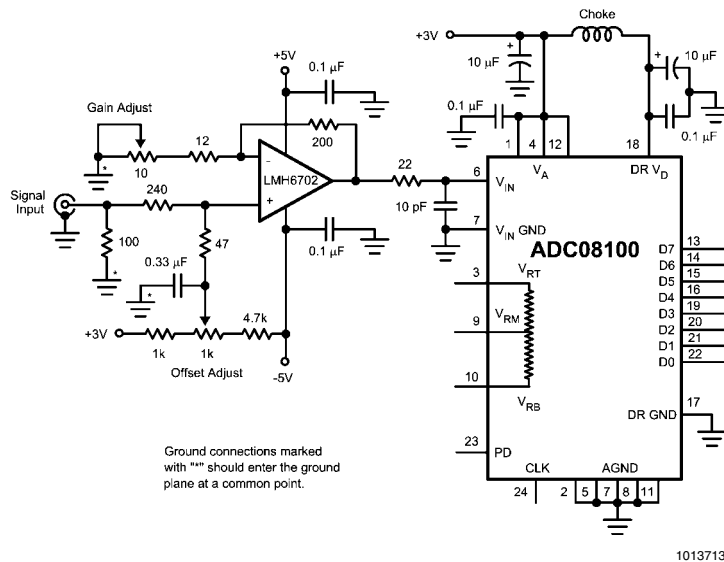 Choke
+3V
10 µF
+
+
10 µF
+5V
0.1 µF
0.1 µF
0.1 µF
Gain Adjust
200
1
4
12
18
12
-
10
*
LMH6702
22
6
V_A
DR V_D
V_IN
Signal
Input
240
+
10 pF
7
V_IN GND
100
47
0.1 µF
ADC08100
0.33 µF
*
*
3
V_RT
D7 13
D6 14
D5 15
D4 16
D3 19
D2 20
D1 21
D0 22
9
V_RM
+3V
1k
1k
4.7k
Offset Adjust
-5V
10
V_RB
17
DR GND
Ground connections marked
with "*" should enter the ground
plane at a common point.
23
PD
CLK
AGND
24
2
5
7
8
11
1013713